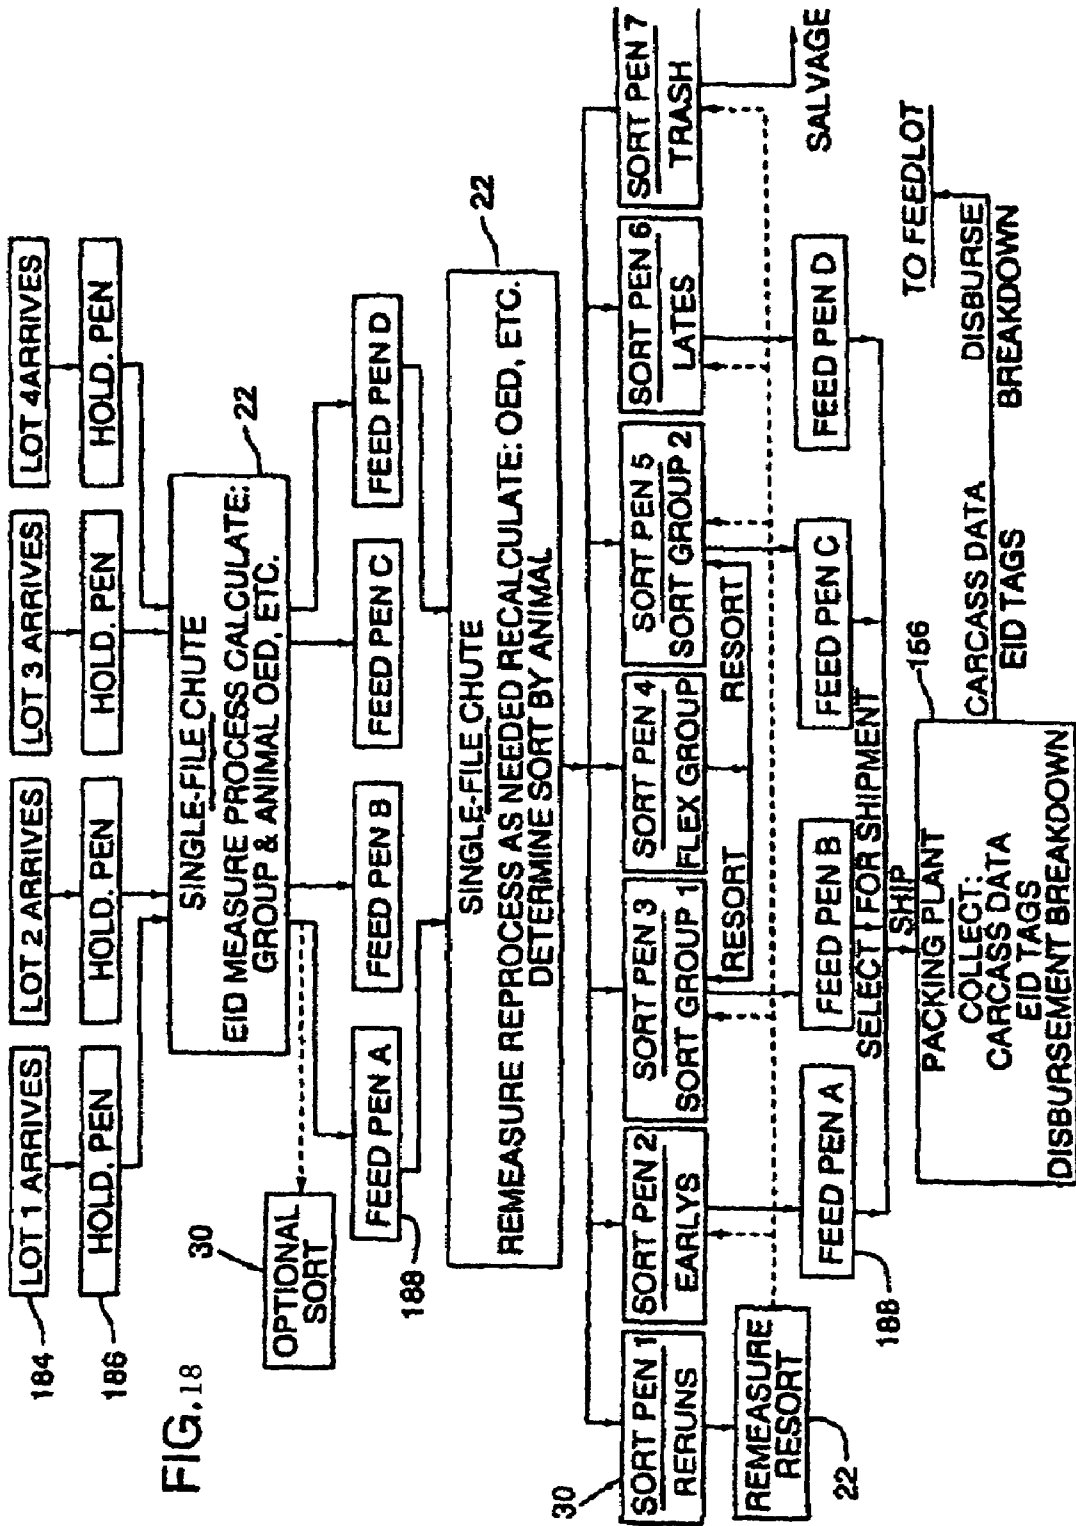 FIG.18
184
LOT 1 ARRIVES
LOT 2 ARRIVES
LOT 3 ARRIVES
LOT 4ARRIVES
186
HOLD. PEN
HOLD. PEN
HOLD. PEN
HOLD. PEN
22
SINGLE-FILE CHUTE
EID MEASURE PROCESS CALCULATE:
GROUP & ANIMAL OED, ETC.
30
OPTIONAL
SORT
188
FEED PEN A
FEED PEN B
FEED PEN C
FEED PEN D
22
SINGLE-FILE CHUTE
REMEASURE REPROCESS AS NEEDED RECALCULATE: OED, ETC.
DETERMINE SORT BY ANIMAL
30
SORT PEN 1
RERUNS
SORT PEN 2
EARLYS
SORT PEN 3
SORT GROUP 1
SORT PEN 4
FLEX GROUP
SORT PEN 5
SORT GROUP 2
SORT PEN 6
LATES
SORT PEN 7
TRASH
RESORT
RESORT
REMEASURE
RESORT
22
SALVAGE
188
FEED PEN A
FEED PEN B
FEED PEN C
FEED PEN D
SELECT FOR SHIPMENT
SHIP
156
PACKING PLANT
COLLECT:
CARCASS DATA
EID TAGS
DISBURSEMENT BREAKDOWN
CARCASS DATA
EID TAGS
DISBURSE
BREAKDOWN
TO FEEDLOT